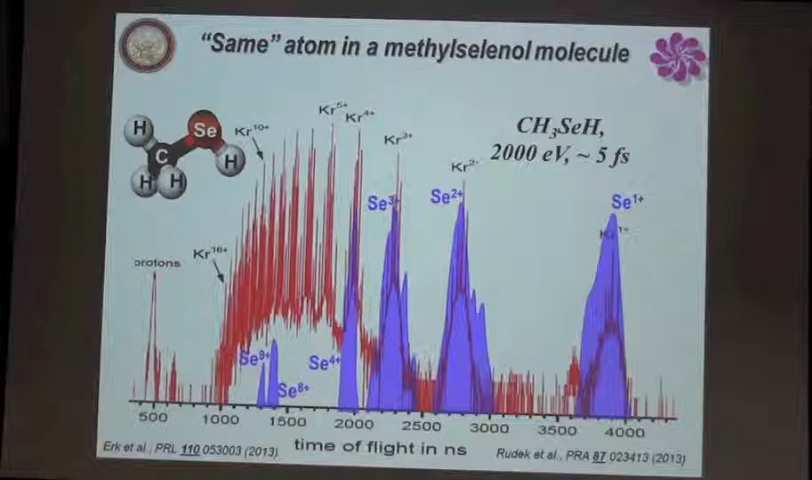 "Same" atom in a methylselenol molecule
CH₃SeH,
2000 eV, ~ 5 fs
H
Se
C
H
H
H
Kr¹⁰⁺
Kr⁵⁺
Kr⁴⁺
Kr³⁺
Kr²⁺
Se³⁺
Se²⁺
Se¹⁺
Kr¹⁺
protons
Kr¹⁶⁺
Se⁹⁺
Se⁸⁺
Se⁴⁺
500 1000 1500 2000 2500 3000 3500 4000
time of flight in ns
Erk et al., PRL 110 053003 (2013)
Rudek et al., PRA 87 023413 (2013)